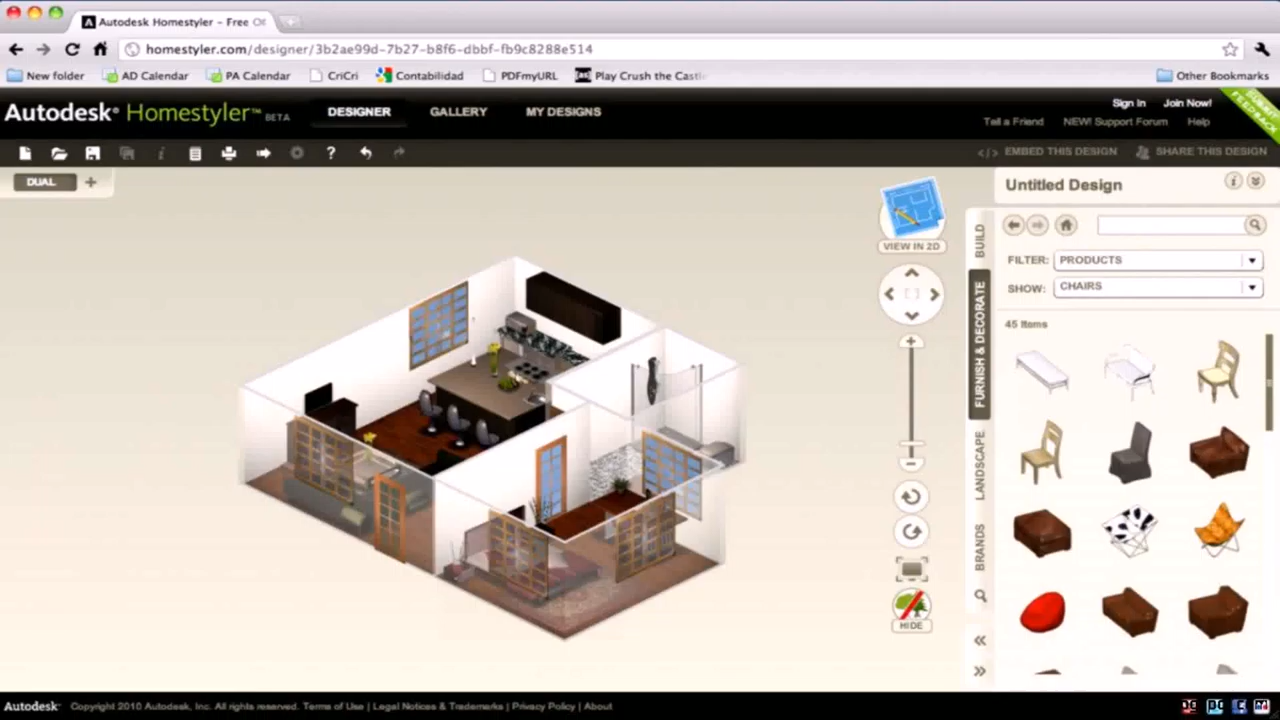 Autodesk Homestyler - Free
homestyler.com/designer/3b2ae99d-7b27-b8f6-dbbf-fb9c8288e514
New folder AD Calendar PA Calendar CriCri Contabilidad PDFmyURL Play Crush the Castle Other Bookmarks
Autodesk® Homestyler™ BETA DESIGNER GALLERY MY DESIGNS
Sign In Join Now!
Tell a Friend NEW! Support Forum Help
FEEDBACK
</> EMBED THIS DESIGN SHARE THIS DESIGN
DUAL +
Untitled Design
VIEW IN 2D
BUILD
FILTER: PRODUCTS
SHOW: CHAIRS
45 Items
FURNISH & DECORATE
LANDSCAPE
BRANDS
HIDE
Autodesk® Copyright 2010 Autodesk, Inc. All rights reserved. Terms of Use | Legal Notices & Trademarks | Privacy Policy | About